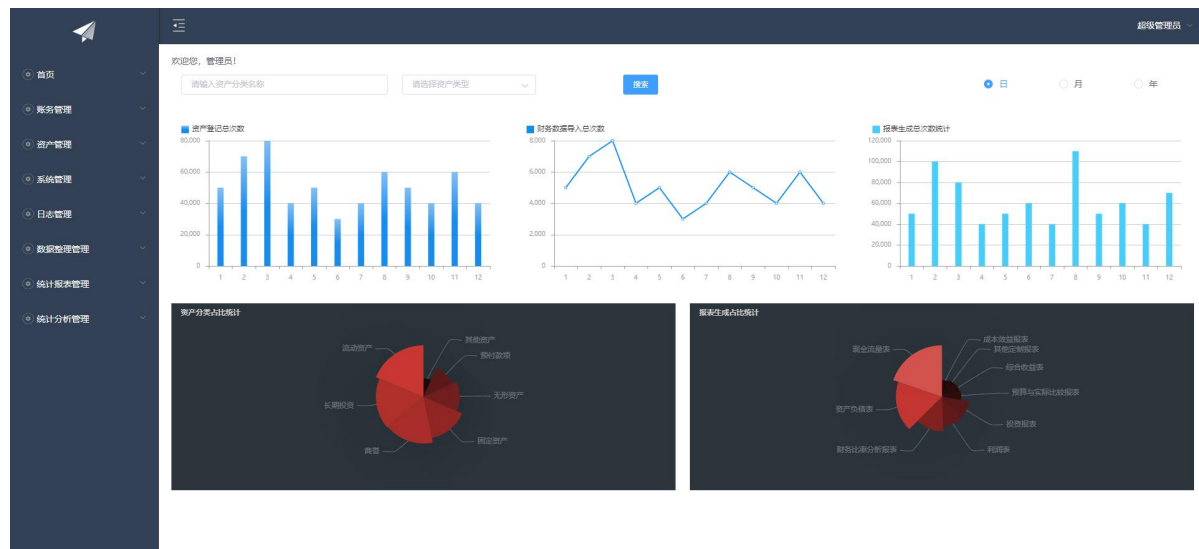 超级管理员
首页
账务管理
资产管理
系统管理
日志管理
数据整理管理
统计报表管理
统计分析管理
欢迎您，管理员！
请输入资产分类名称 请选择资产类型 搜索 日 月 年
资产登记总次数
80,000
60,000
40,000
20,000
0
1 2 3 4 5 6 7 8 9 10 11 12
财务数据导入总次数
8,000
6,000
4,000
2,000
0
1 2 3 4 5 6 7 8 9 10 11 12
报表生成总次数统计
120,000
100,000
80,000
60,000
40,000
20,000
0
1 2 3 4 5 6 7 8 9 10 11 12
资产分类占比统计
流动资产
其他资产
预付款项
长期投资
无形资产
固定资产
商誉
报表生成占比统计
现金流量表
成本效益报表
其他定制报表
综合收益表
预算与实际比较报表
资产负债表
投资报表
财务比率分析报表
利润表